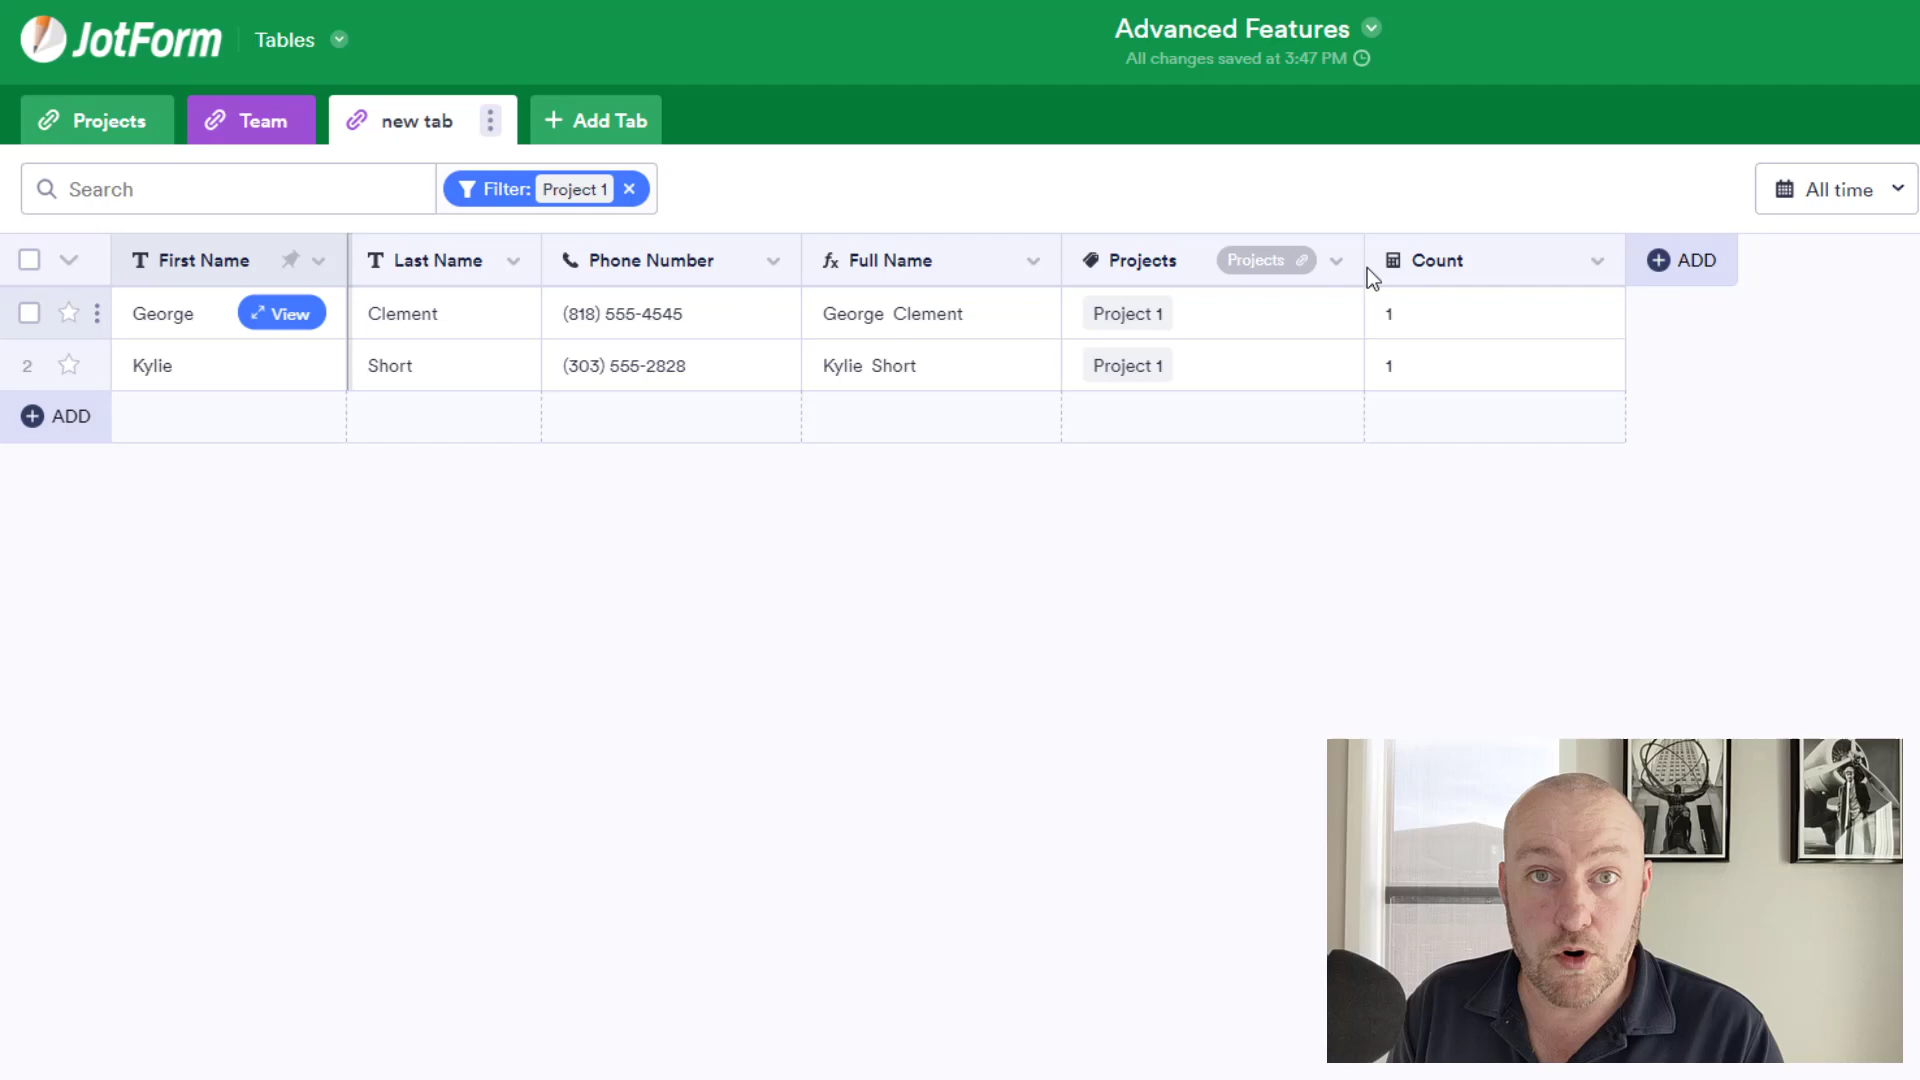 JotForm Tables
Advanced Features
All changes saved at 3:47 PM
Projects Team new tab + Add Tab
Search Filter: Project 1 All time
First Name Last Name Phone Number fx Full Name Projects Projects Count ADD
George View Clement (818) 555-4545 George Clement Project 1 1
2 Kylie Short (303) 555-2828 Kylie Short Project 1 1
ADD